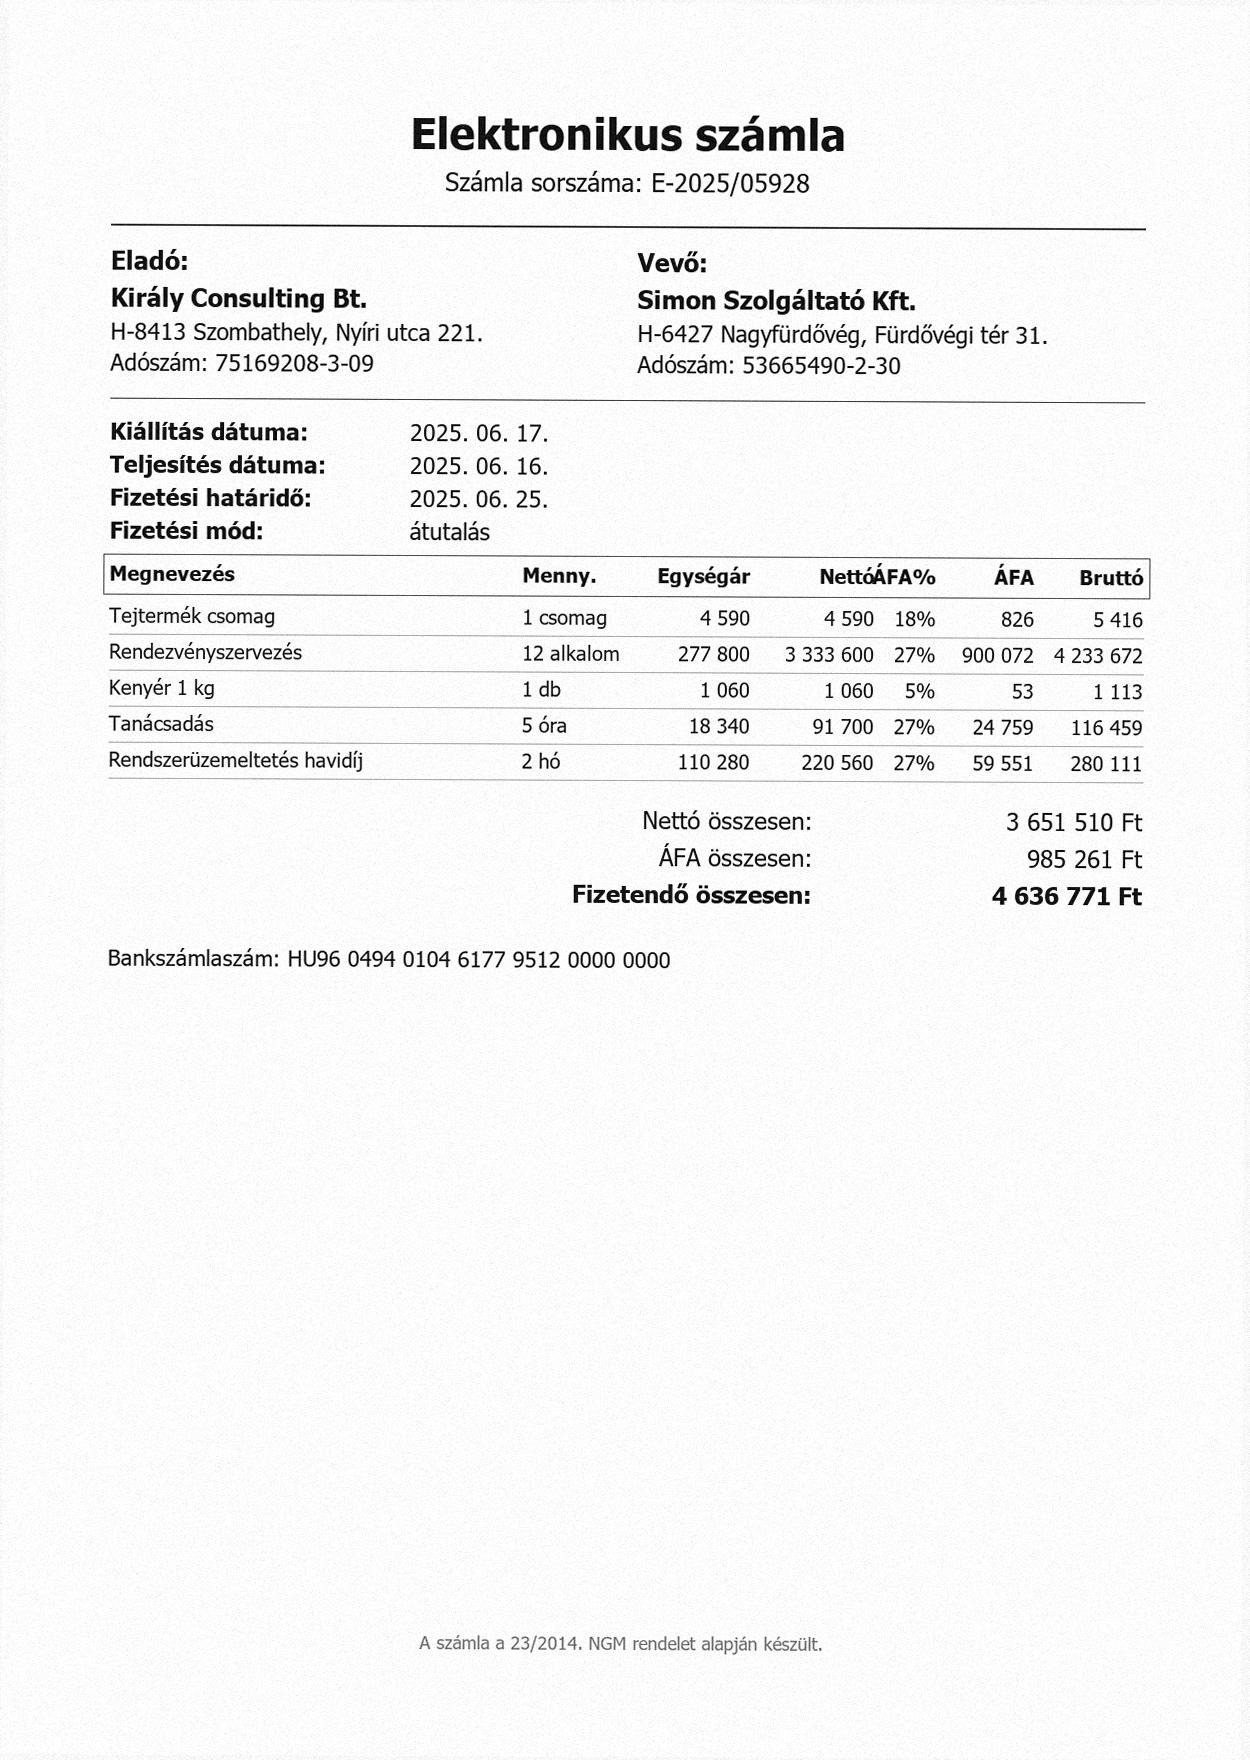 Elektronikus számla
Számla sorszáma: E-2025/05928
Eladó:
Király Consulting Bt.
H-8413 Szombathely, Nyíri utca 221.
Adószám: 75169208-3-09
Vevő:
Simon Szolgáltató Kft.
H-6427 Nagyfürdővég, Fürdővégi tér 31.
Adószám: 53665490-2-30
Kiállítás dátuma: 2025. 06. 17.
Teljesítés dátuma: 2025. 06. 16.
Fizetési határidő: 2025. 06. 25.
Fizetési mód: átutalás
Megnevezés Menny. Egységár Nettó ÁFA% ÁFA Bruttó
Tejtermék csomag 1 csomag 4 590 4 590 18% 826 5 416
Rendezvényszervezés 12 alkalom 277 800 3 333 600 27% 900 072 4 233 672
Kenyér 1 kg 1 db 1 060 1 060 5% 53 1 113
Tanácsadás 5 óra 18 340 91 700 27% 24 759 116 459
Rendszerüzemeltetés havidíj 2 hó 110 280 220 560 27% 59 551 280 111
Nettó összesen: 3 651 510 Ft
ÁFA összesen: 985 261 Ft
Fizetendő összesen: 4 636 771 Ft
Bankszámlaszám: HU96 0494 0104 6177 9512 0000 0000
A számla a 23/2014. NGM rendelet alapján készült.